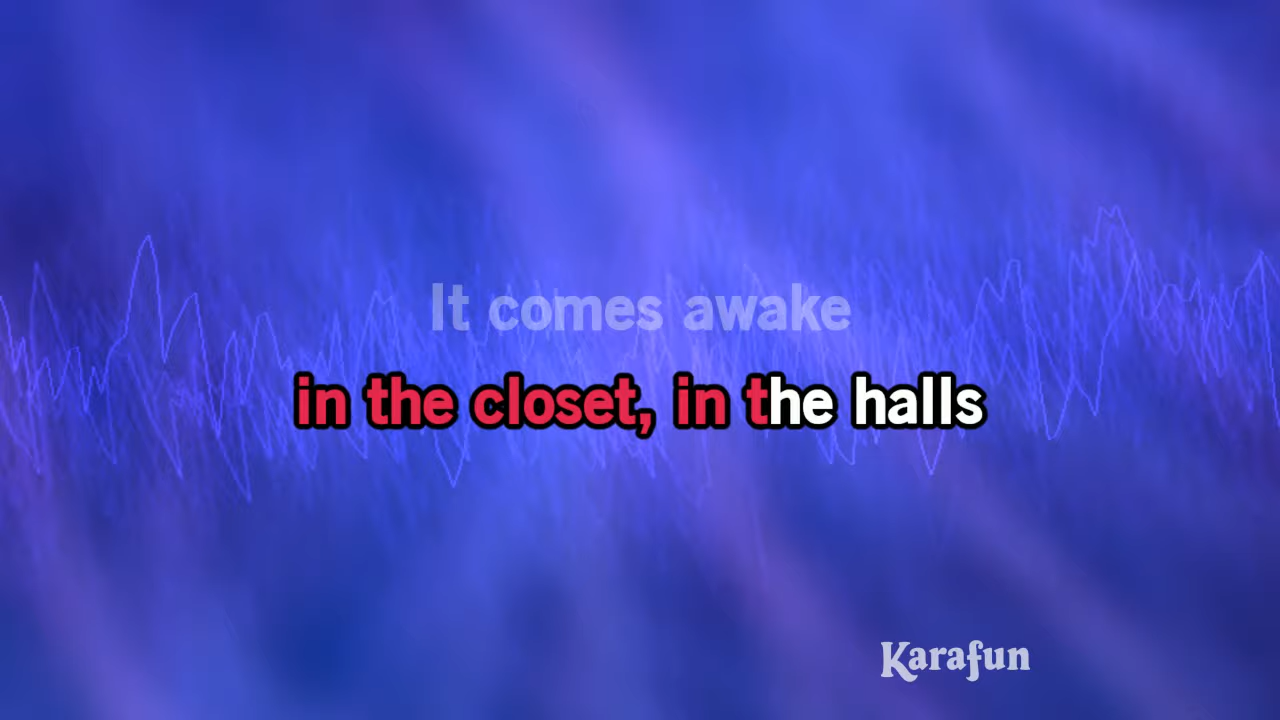 It comes awake
in the closet, in the halls
Karafun